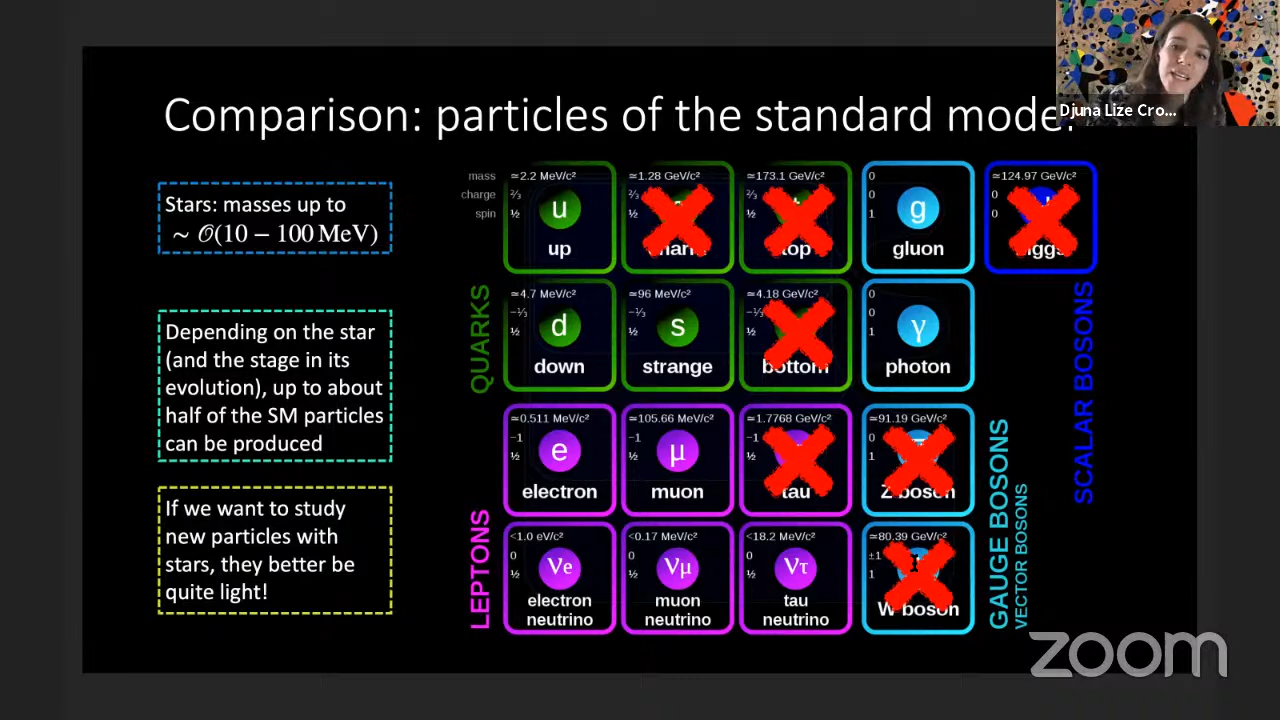 Comparison: particles of the standard mode
Djuna Lize Cro...
Stars: masses up to
~ 𝒪(10 − 100 MeV)
Depending on the star
(and the stage in its
evolution), up to about
half of the SM particles
can be produced
If we want to study
new particles with
stars, they better be
quite light!
mass
charge
spin
QUARKS
LEPTONS
≃2.2 MeV/c²
⅔
½
u
up
≃1.28 GeV/c²
⅔
½
≃173.1 GeV/c²
⅔
½
top
0
0
1
g
gluon
≃124.97 GeV/c²
0
0
≃4.7 MeV/c²
−⅓
½
d
down
≃96 MeV/c²
−⅓
½
s
strange
≃4.18 GeV/c²
−⅓
½
bottom
0
0
1
γ
photon
≃0.511 MeV/c²
−1
½
e
electron
≃105.66 MeV/c²
−1
½
μ
muon
≃1.7768 GeV/c²
−1
½
tau
≃91.19 GeV/c²
0
1
Z boson
<1.0 eV/c²
0
½
νe
electron
neutrino
<0.17 MeV/c²
0
½
νμ
muon
neutrino
<18.2 MeV/c²
0
½
ντ
tau
neutrino
≃80.39 GeV/c²
±1
1
W boson
GAUGE BOSONS
VECTOR BOSONS
SCALAR BOSONS
zoom